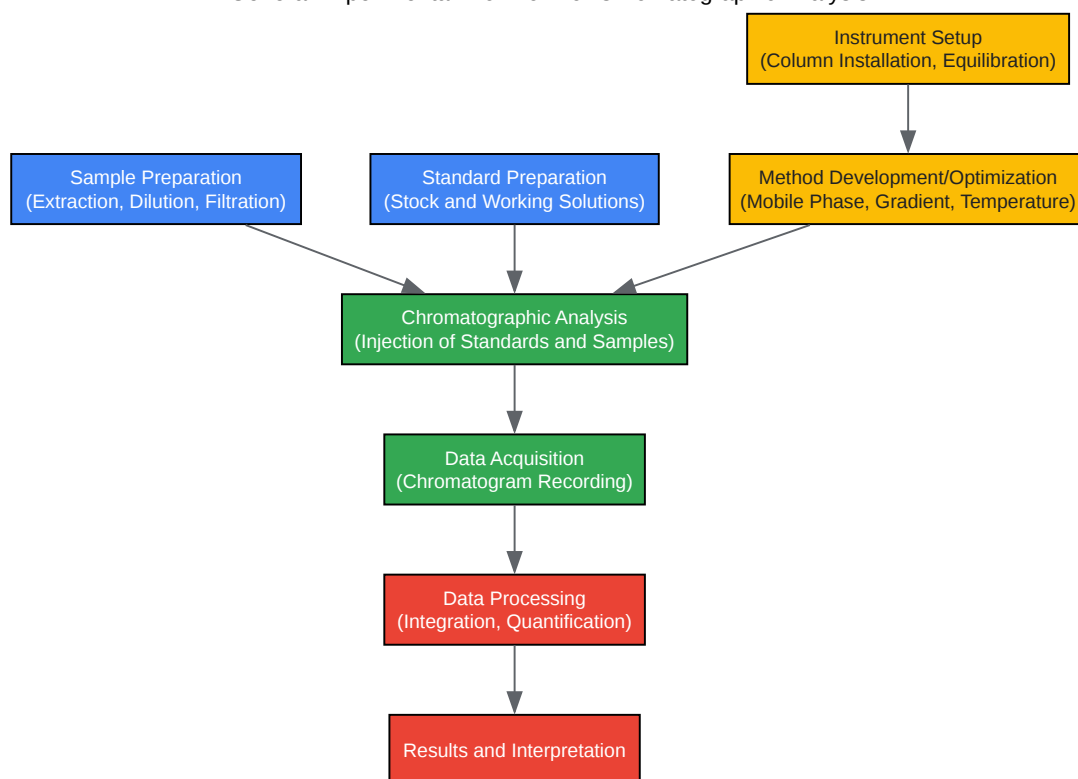 Instrument Setup
(Column Installation, Equilibration)
Sample Preparation
(Extraction, Dilution, Filtration)
Standard Preparation
(Stock and Working Solutions)
Method Development/Optimization
(Mobile Phase, Gradient, Temperature)
Chromatographic Analysis
(Injection of Standards and Samples)
Data Acquisition
(Chromatogram Recording)
Data Processing
(Integration, Quantification)
Results and Interpretation